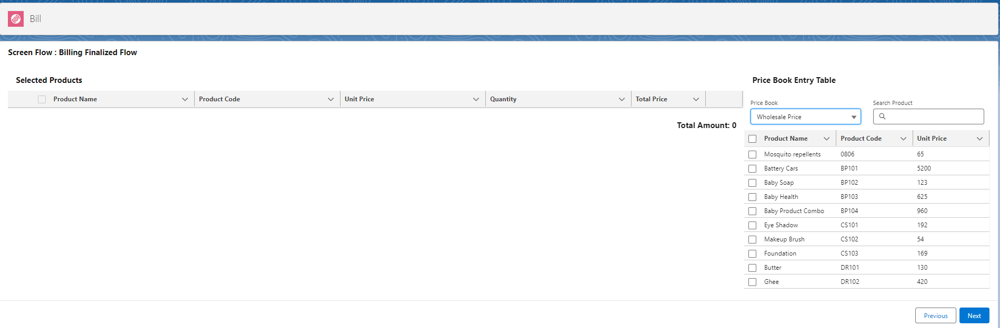 Bill
Screen Flow : Billing Finalized Flow
Selected Products
Product Name Product Code Unit Price Quantity Total Price
Total Amount: 0
Price Book Entry Table
Price Book Search Product
Wholesale Price
Product Name Product Code Unit Price
Mosquito repellents 0806 65
Battery Cars BP101 5200
Baby Soap BP102 123
Baby Health BP103 625
Baby Product Combo BP104 960
Eye Shadow CS101 192
Makeup Brush CS102 54
Foundation CS103 169
Butter DR101 130
Ghee DR102 420
Previous Next